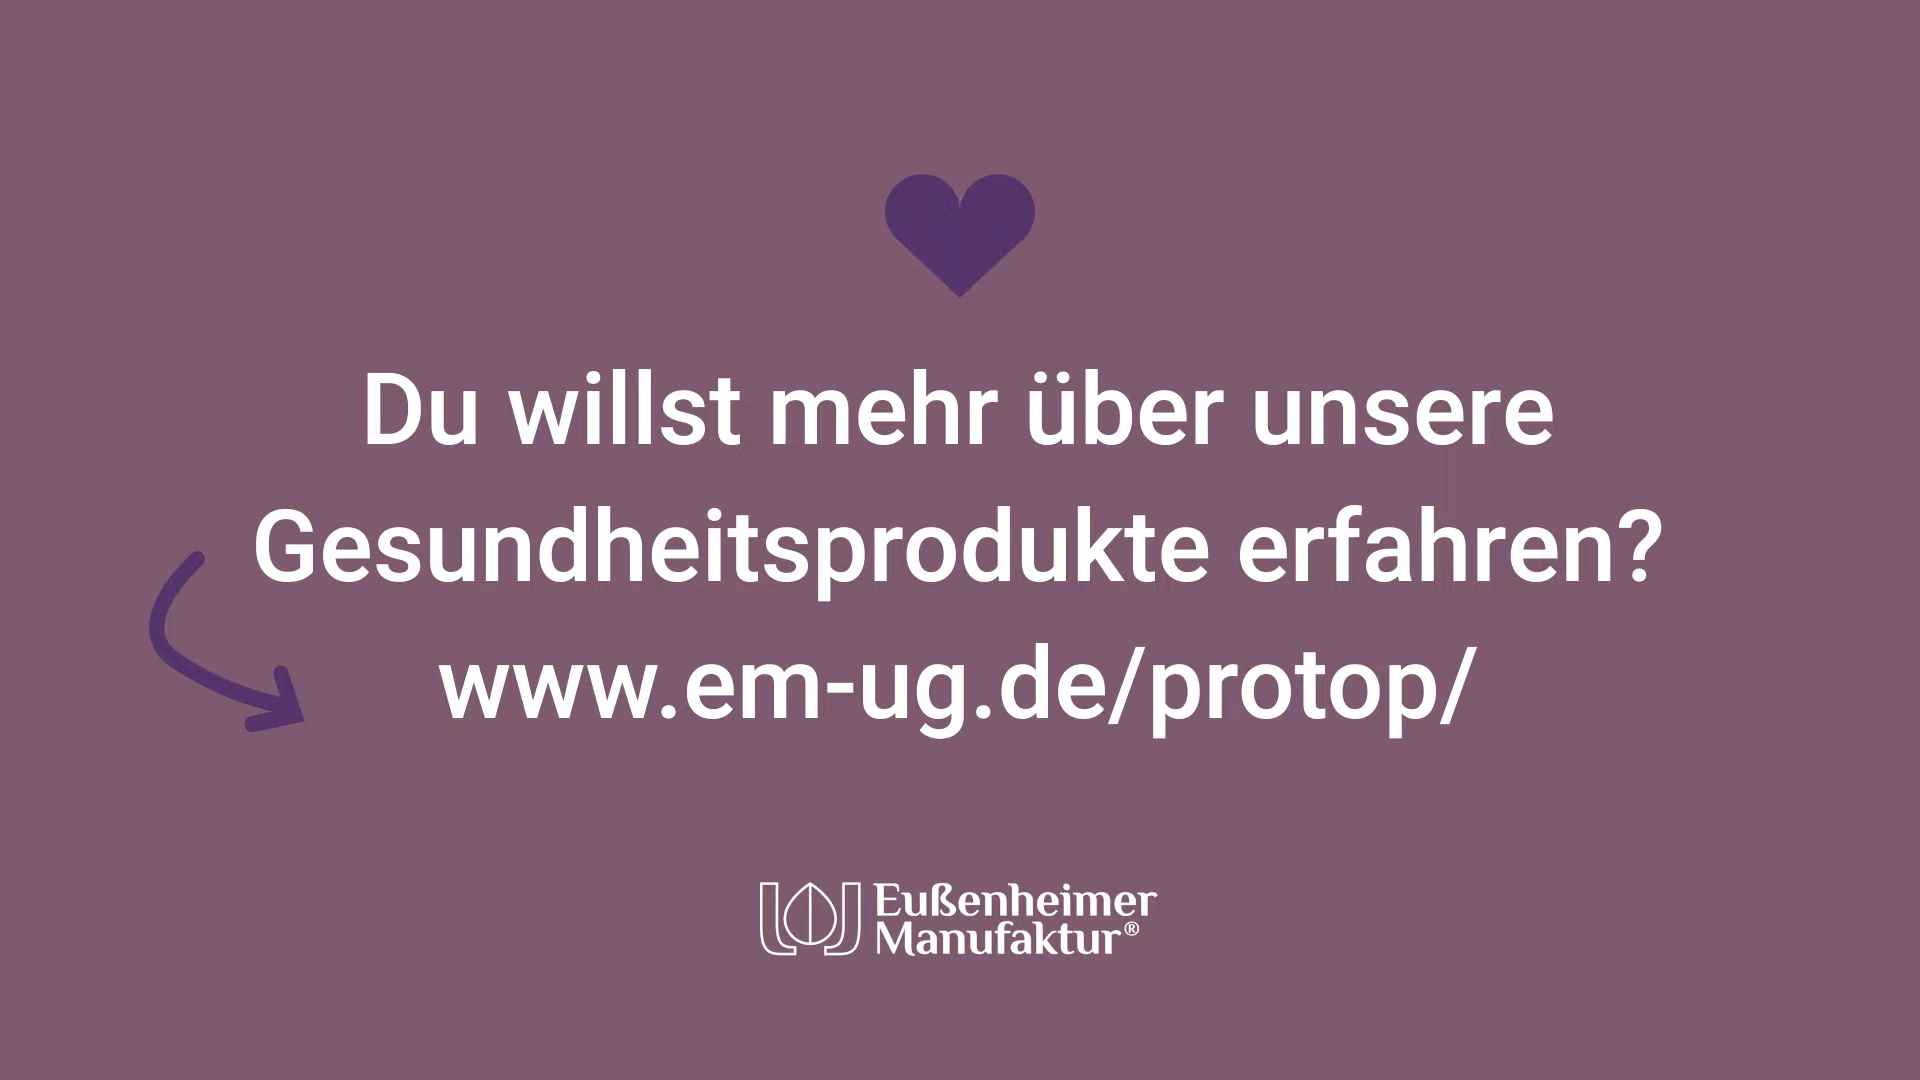 Du willst mehr über unsere
Gesundheitsprodukte erfahren?
www.em-ug.de/protop/
Eußenheimer
Manufaktur®